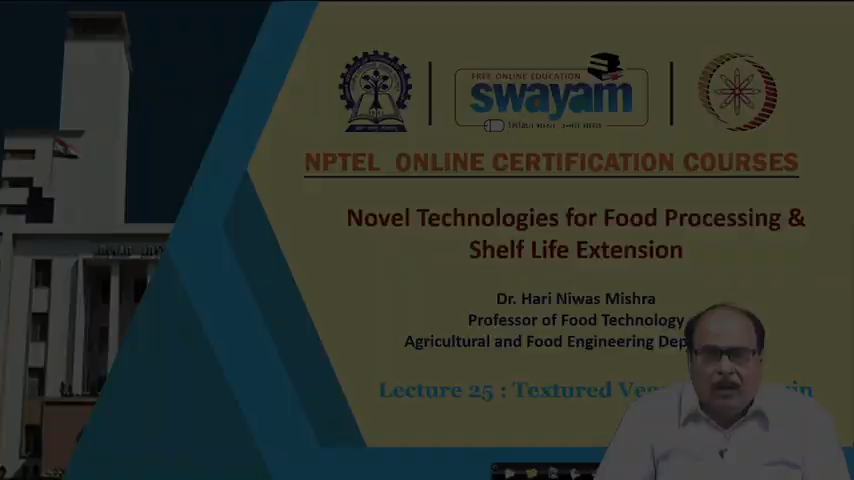 FREE ONLINE EDUCATION
swayam
NPTEL ONLINE CERTIFICATION COURSES
Novel Technologies for Food Processing &
Shelf Life Extension
Dr. Hari Niwas Mishra
Professor of Food Technology
Agricultural and Food Engineering
Lecture 25 : Textured